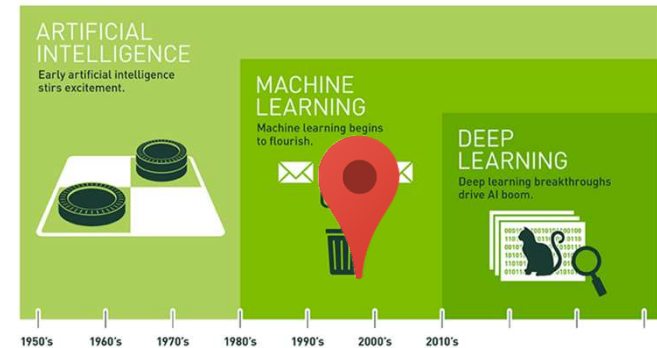 ARTIFICIAL
INTELLIGENCE
Early artificial intelligence
stirs excitement.
MACHINE
LEARNING
Machine learning begins
to flourish.
DEEP
LEARNING
Deep learning breakthroughs
drive AI boom.
1950's 1960's 1970's 1980's 1990's 2000's 2010's